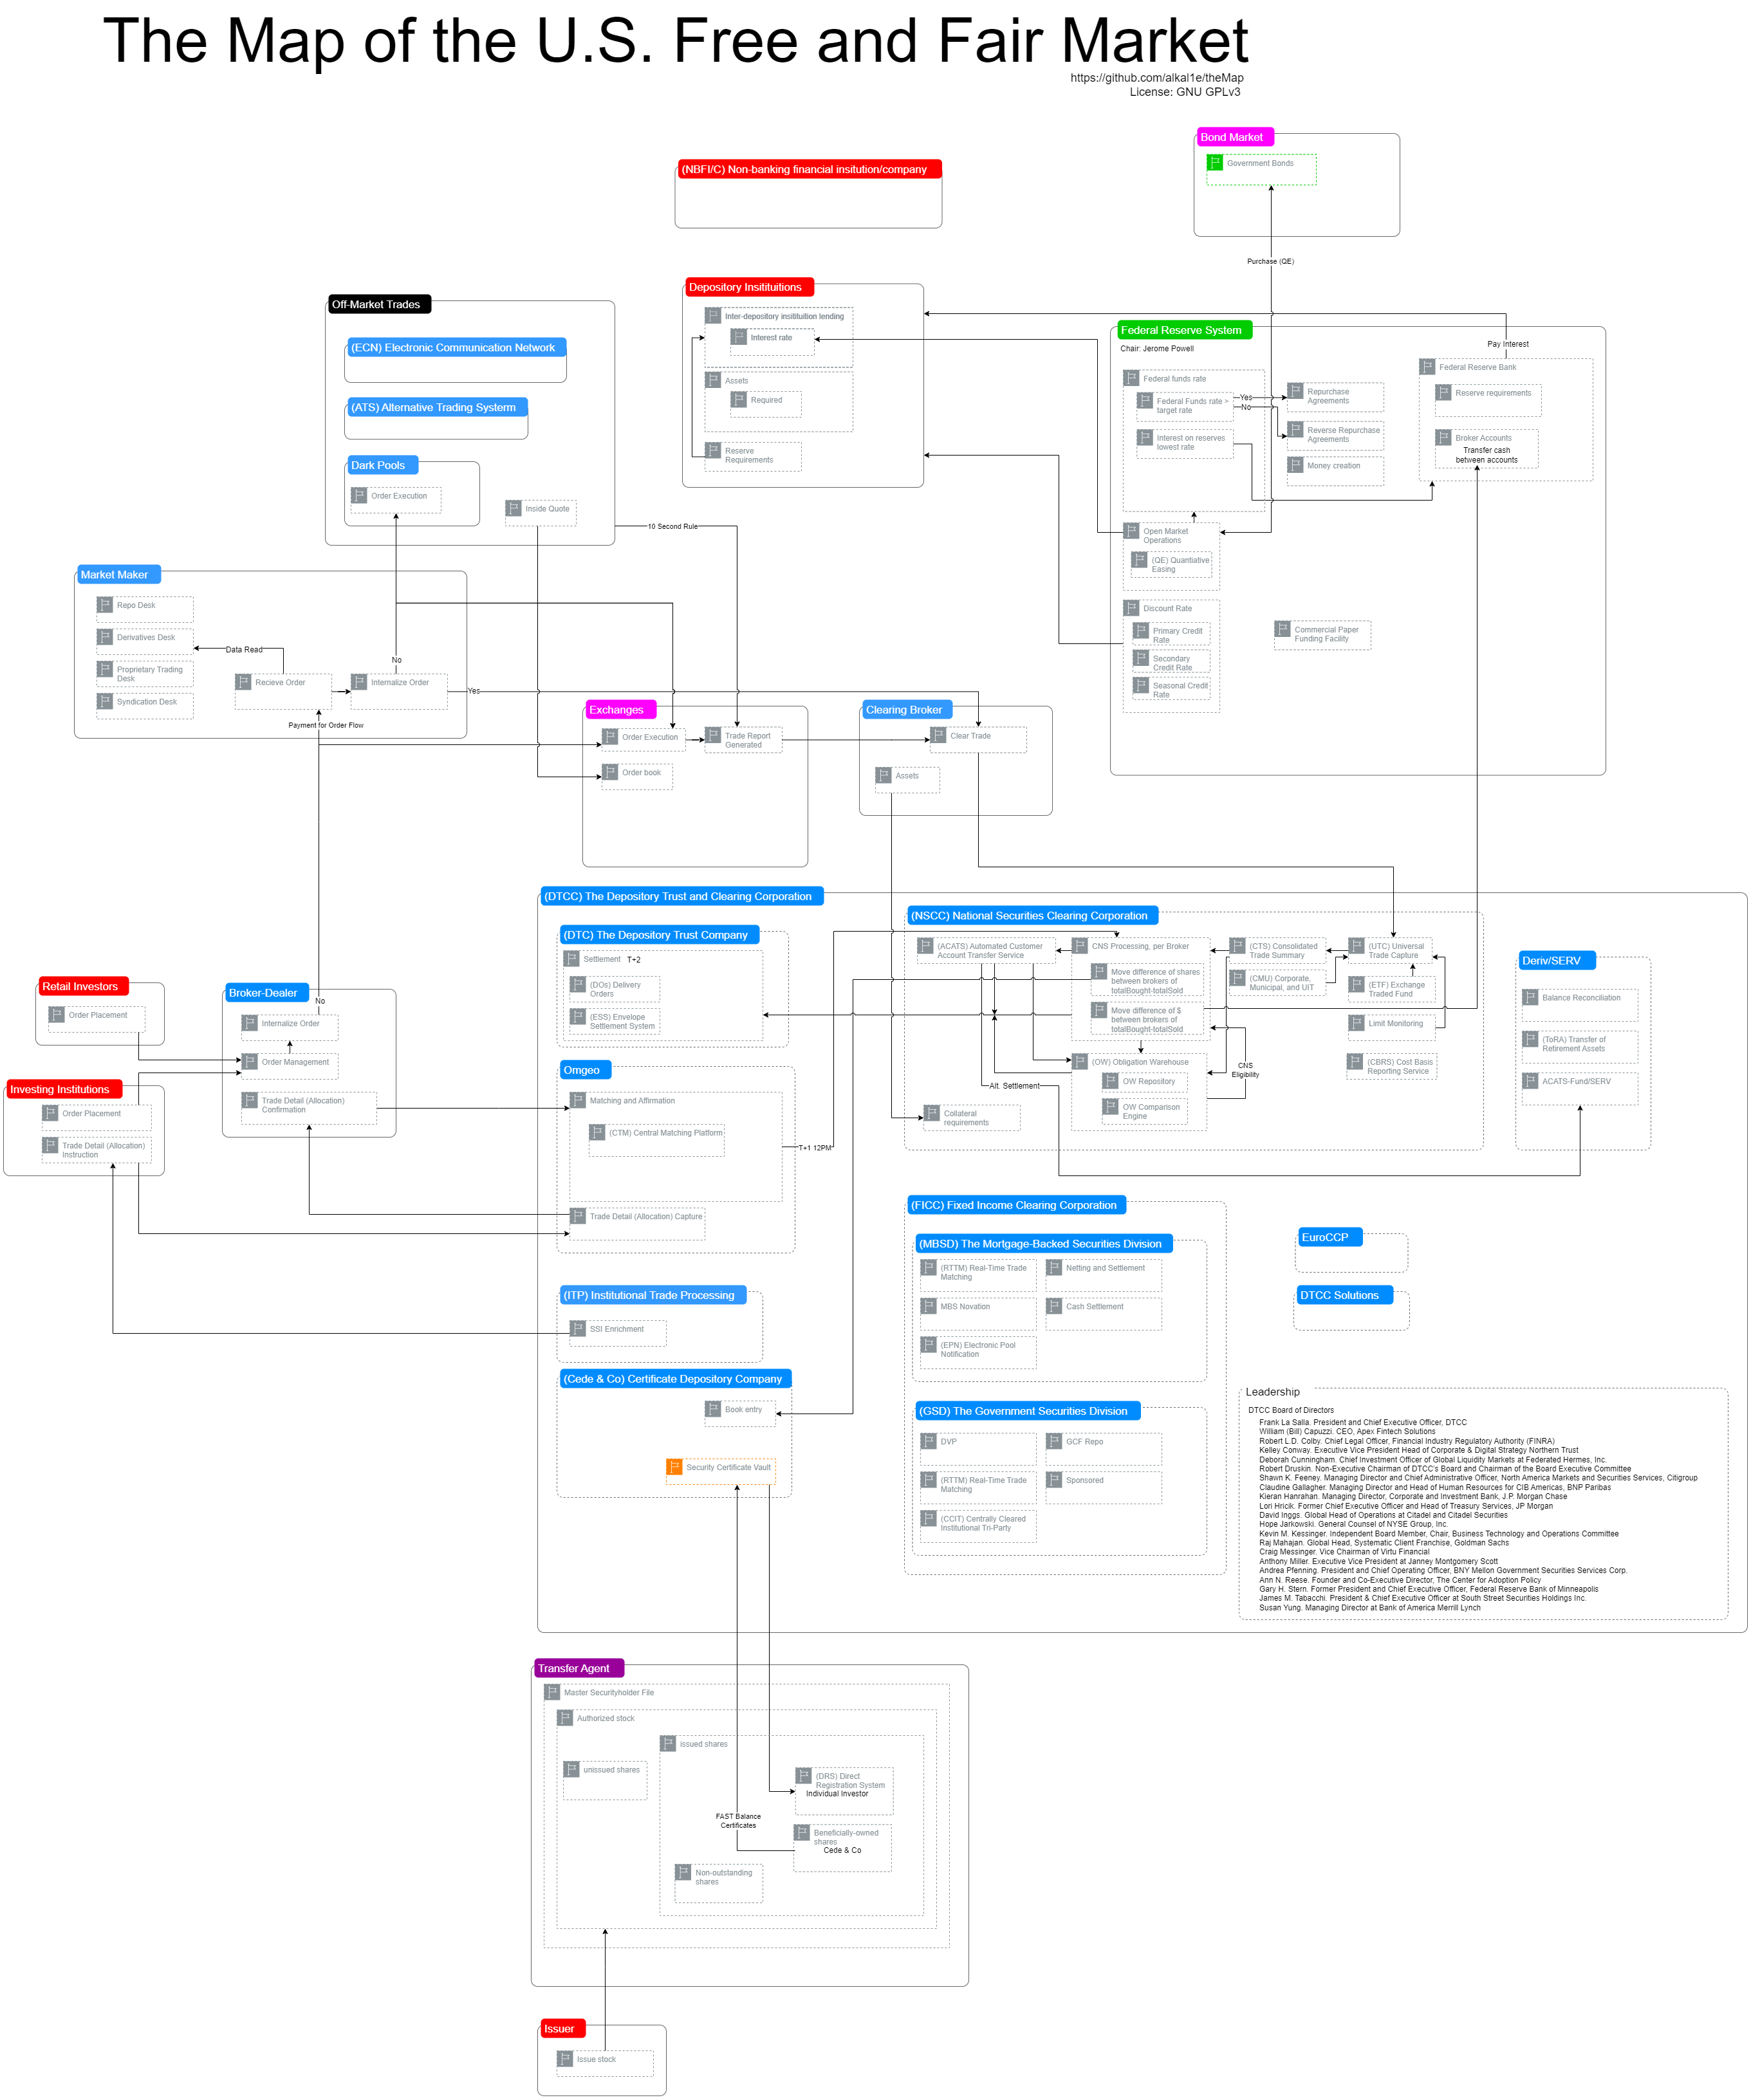 The Map of the U.S. Free and Fair Market
https://github.com/alkal1e/theMap
License: GNU GPLv3
Bond Market
Government Bonds
Purchase (QE)
(NBFI/C) Non-banking financial insitution/company
Depository Insitituitions
Inter-depository insitituition lending
Interest rate
Assets
Required
Reserve
Requirements
Federal Reserve System
Chair: Jerome Powell
Federal funds rate
Federal Funds rate >
target rate
Yes
No
Interest on reserves
lowest rate
Repurchase
Agreements
Reverse Repurchase
Agreements
Money creation
Pay Interest
Federal Reserve Bank
Reserve requirements
Broker Accounts
Transfer cash
between accounts
Open Market
Operations
(QE) Quantiative
Easing
Discount Rate
Primary Credit
Rate
Secondary
Credit Rate
Seasonal Credit
Rate
Commercial Paper
Funding Facility
Off-Market Trades
(ECN) Electronic Communication Network
(ATS) Alternative Trading Systerm
Dark Pools
Order Execution
Inside Quote
10 Second Rule
Market Maker
Repo Desk
Derivatives Desk
Proprietary Trading
Desk
Syndication Desk
Data Read
Recieve Order
Internalize Order
No
Yes
Payment for Order Flow
Exchanges
Order Execution
Trade Report
Generated
Order book
Clearing Broker
Clear Trade
Assets
Retail Investors
Order Placement
Investing Institutions
Order Placement
Trade Detail (Allocation)
Instruction
Broker-Dealer
No
Internalize Order
Order Management
Trade Detail (Allocation)
Confirmation
(DTCC) The Depository Trust and Clearing Corporation
(DTC) The Depository Trust Company
Settlement
T+2
(DOs) Delivery
Orders
(ESS) Envelope
Settlement System
Omgeo
Matching and Affirmation
(CTM) Central Matching Platform
T+1 12PM
Trade Detail (Allocation) Capture
(ITP) Institutional Trade Processing
SSI Enrichment
(Cede & Co) Certificate Depository Company
Book entry
Security Certificate Vault
(NSCC) National Securities Clearing Corporation
(ACATS) Automated Customer
Account Transfer Service
CNS Processing, per Broker
Move difference of shares
between brokers of
totalBought-totalSold
Move difference of $
between brokers of
totalBought-totalSold
(CTS) Consolidated
Trade Summary
(CMU) Corporate,
Municipal, and UIT
(UTC) Universal
Trade Capture
(ETF) Exchange
Traded Fund
Limit Monitoring
(CBRS) Cost Basis
Reporting Service
(OW) Obligation Warehouse
OW Repository
OW Comparison
Engine
CNS
Eligibility
Alt. Settlement
Collateral
requirements
Deriv/SERV
Balance Reconciliation
(ToRA) Transfer of
Retirement Assets
ACATS-Fund/SERV
(FICC) Fixed Income Clearing Corporation
(MBSD) The Mortgage-Backed Securities Division
(RTTM) Real-Time Trade
Matching
Netting and Settlement
MBS Novation
Cash Settlement
(EPN) Electronic Pool
Notification
(GSD) The Government Securities Division
DVP
GCF Repo
(RTTM) Real-Time Trade
Matching
Sponsored
(CCIT) Centrally Cleared
Institutional Tri-Party
EuroCCP
DTCC Solutions
Leadership
DTCC Board of Directors
Frank La Salla. President and Chief Executive Officer, DTCC
William (Bill) Capuzzi. CEO, Apex Fintech Solutions
Robert L.D. Colby. Chief Legal Officer, Financial Industry Regulatory Authority (FINRA)
Kelley Conway. Executive Vice President Head of Corporate & Digital Strategy Northern Trust
Deborah Cunningham. Chief Investment Officer of Global Liquidity Markets at Federated Hermes, Inc.
Robert Druskin. Non-Executive Chairman of DTCC's Board and Chairman of the Board Executive Committee
Shawn K. Feeney. Managing Director and Chief Administrative Officer, North America Markets and Securities Services, Citigroup
Claudine Gallagher. Managing Director and Head of Human Resources for CIB Americas, BNP Paribas
Kieran Hanrahan. Managing Director, Corporate and Investment Bank, J.P. Morgan Chase
Lori Hricik. Former Chief Executive Officer and Head of Treasury Services, JP Morgan
David Inggs. Global Head of Operations at Citadel and Citadel Securities
Hope Jarkowski. General Counsel of NYSE Group, Inc.
Kevin M. Kessinger. Independent Board Member, Chair, Business Technology and Operations Committee
Raj Mahajan. Global Head, Systematic Client Franchise, Goldman Sachs
Craig Messinger. Vice Chairman of Virtu Financial
Anthony Miller. Executive Vice President at Janney Montgomery Scott
Andrea Pfenning. President and Chief Operating Officer, BNY Mellon Government Securities Services Corp.
Ann N. Reese. Founder and Co-Executive Director, The Center for Adoption Policy
Gary H. Stern. Former President and Chief Executive Officer, Federal Reserve Bank of Minneapolis
James M. Tabacchi. President & Chief Executive Officer at South Street Securities Holdings Inc.
Susan Yung. Managing Director at Bank of America Merrill Lynch
Transfer Agent
Master Securityholder File
Authorized stock
issued shares
unissued shares
(DRS) Direct
Registration System
Individual Investor
FAST Balance
Certificates
Beneficially-owned
shares
Cede & Co
Non-outstanding
shares
Issuer
Issue stock